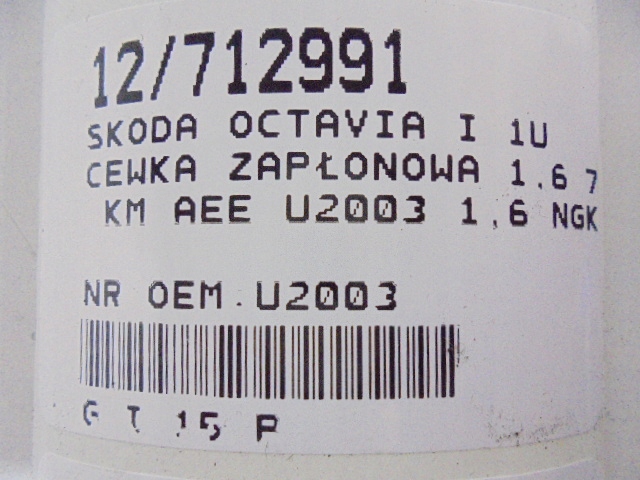 12/712991
SKODA OCTAVIA I 1U
CEWKA ZAPŁONOWA 1.6 7
KM AEE U2003 1,6 NGK
NR OEM.U2003
G T 15 P